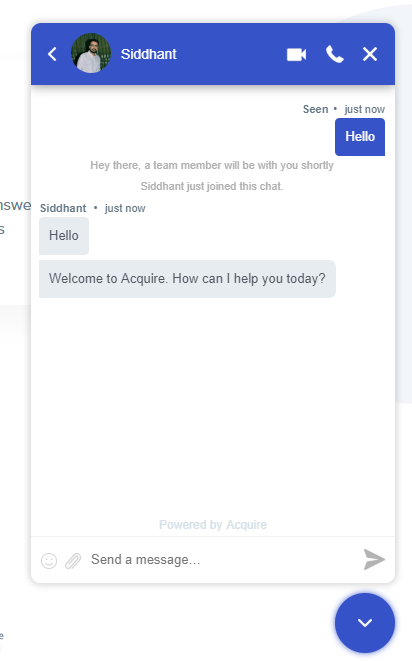 Siddhant
Seen • just now
Hello
Hey there, a team member will be with you shortly
Siddhant just joined this chat.
Siddhant • just now
Hello
Welcome to Acquire. How can I help you today?
Powered by Acquire
Send a message...